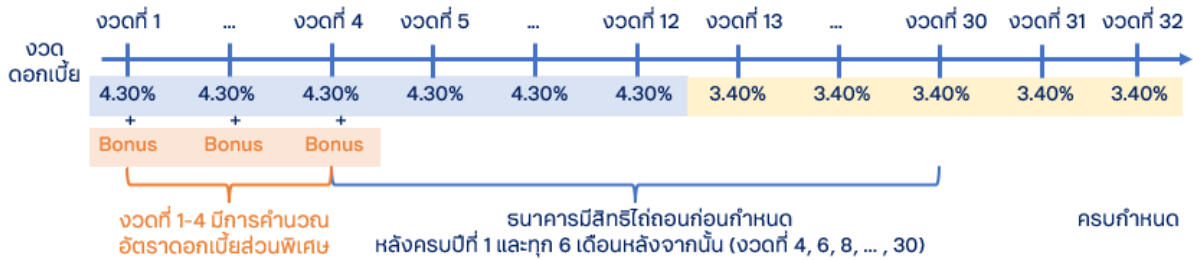 งวดที่ 1 ... งวดที่ 4 งวดที่ 5 ... งวดที่ 12 งวดที่ 13 ... งวดที่ 30 งวดที่ 31 งวดที่ 32
งวด
ดอกเบี้ย
4.30% 4.30% 4.30% 4.30% 4.30% 4.30% 3.40% 3.40% 3.40% 3.40% 3.40%
+ + +
Bonus Bonus Bonus
งวดที่ 1-4 มีการคำนวณ
อัตราดอกเบี้ยส่วนพิเศษ
ธนาคารมีสิทธิไถ่ถอนก่อนกำหนด
หลังครบปีที่ 1 และทุก 6 เดือนหลังจากนั้น (งวดที่ 4, 6, 8, ... , 30)
ครบกำหนด